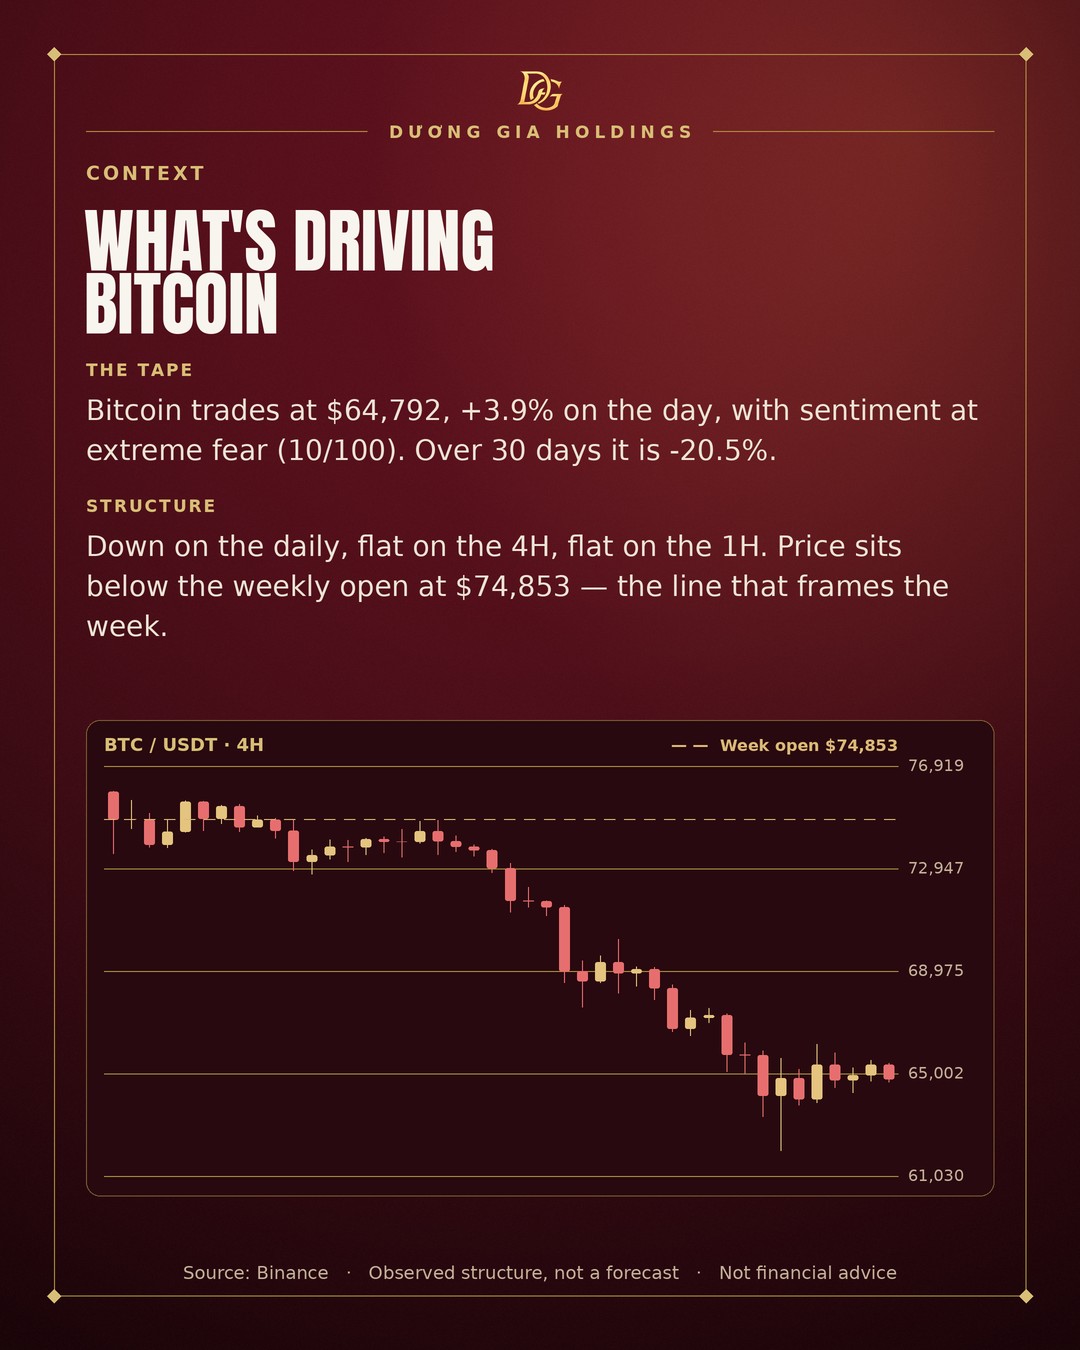 DG
DƯƠNG GIA HOLDINGS
CONTEXT
WHAT'S DRIVING
BITCOIN
THE TAPE
Bitcoin trades at $64,792, +3.9% on the day, with sentiment at
extreme fear (10/100). Over 30 days it is -20.5%.
STRUCTURE
Down on the daily, flat on the 4H, flat on the 1H. Price sits
below the weekly open at $74,853 — the line that frames the
week.
BTC / USDT · 4H
— — Week open $74,853
76,919
72,947
68,975
65,002
61,030
Source: Binance · Observed structure, not a forecast · Not financial advice